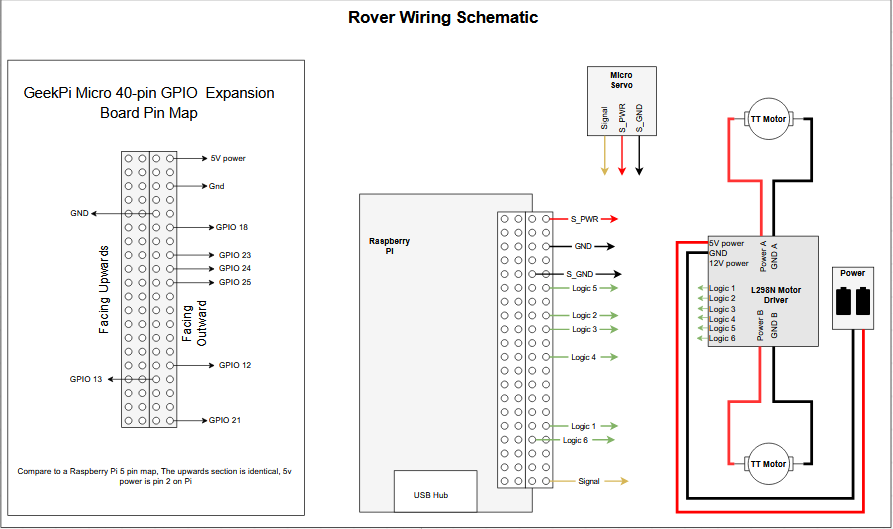 Rover Wiring Schematic
GeekPi Micro 40-pin GPIO Expansion
Board Pin Map
5V power
Gnd
GND
GPIO 18
GPIO 23
GPIO 24
GPIO 25
Facing Upwards
Facing
Outward
GPIO 12
GPIO 13
GPIO 21
Compare to a Raspberry Pi 5 pin map, The upwards section is identical, 5v
power is pin 2 on Pi
Raspberry
PI
S_PWR
GND
S_GND
Logic 5
Logic 2
Logic 3
Logic 4
Logic 1
Logic 6
Signal
USB Hub
Micro
Servo
Signal
S_PWR
S_GND
TT Motor
5V power
GND
12V power
Power A
GND A
L298N Motor
Driver
Logic 1
Logic 2
Logic 3
Logic 4
Logic 5
Logic 6
Power B
GND B
Power
TT Motor